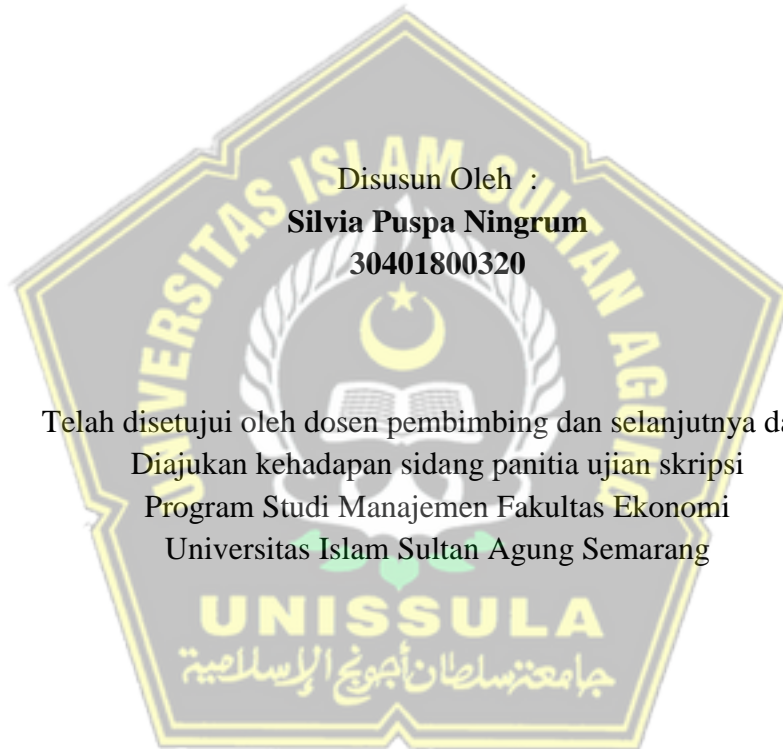 UNIVERSITAS ISLAM SULTAN AGUNG
Disusun Oleh :
Silvia Puspa Ningrum
30401800320
Telah disetujui oleh dosen pembimbing dan selanjutnya da
Diajukan kehadapan sidang panitia ujian skripsi
Program Studi Manajemen Fakultas Ekonomi
Universitas Islam Sultan Agung Semarang
UNISSULA
جامعة سلطان أجونج الإسلامية